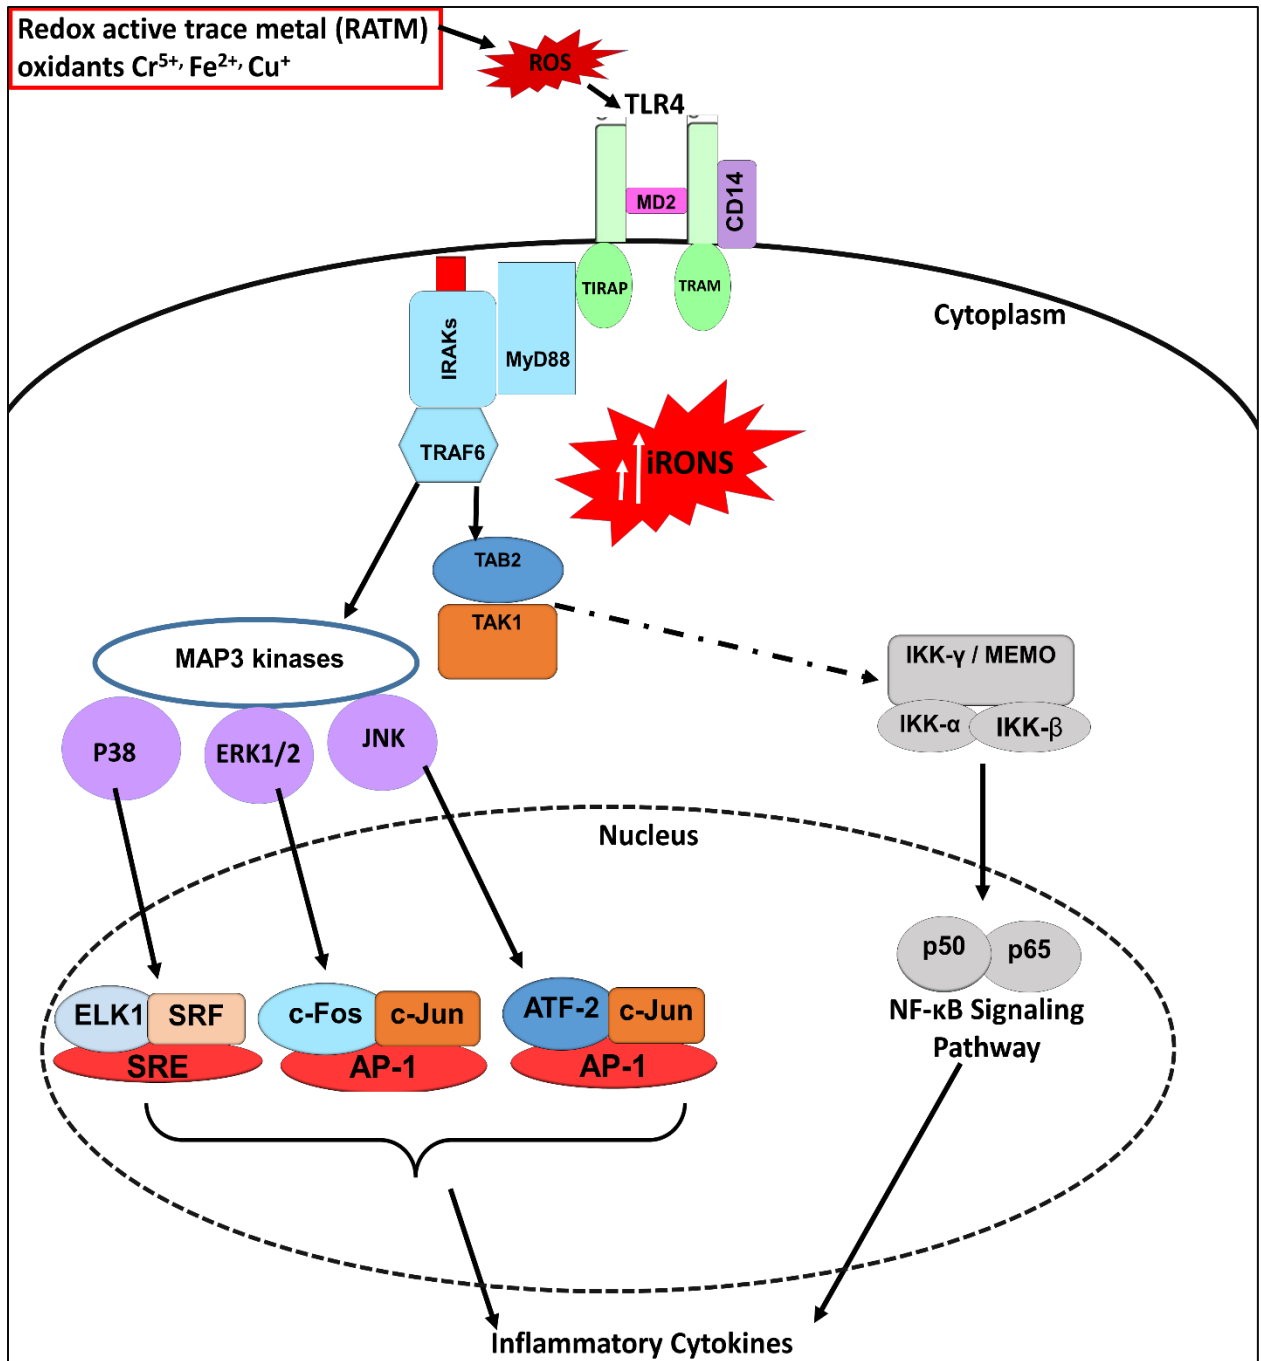 Redox active trace metal (RATM)
oxidants Cr⁵⁺, Fe²⁺, Cu⁺
ROS
TLR4
MD2
CD14
TIRAP
TRAM
Cytoplasm
IRAKs
MyD88
TRAF6
iRONS
TAB2
TAK1
MAP3 kinases
IKK-γ / MEMO
IKK-α
IKK-β
P38
ERK1/2
JNK
Nucleus
p50
p65
NF-κB Signaling
Pathway
ELK1
SRF
SRE
c-Fos
c-Jun
AP-1
ATF-2
c-Jun
AP-1
Inflammatory Cytokines